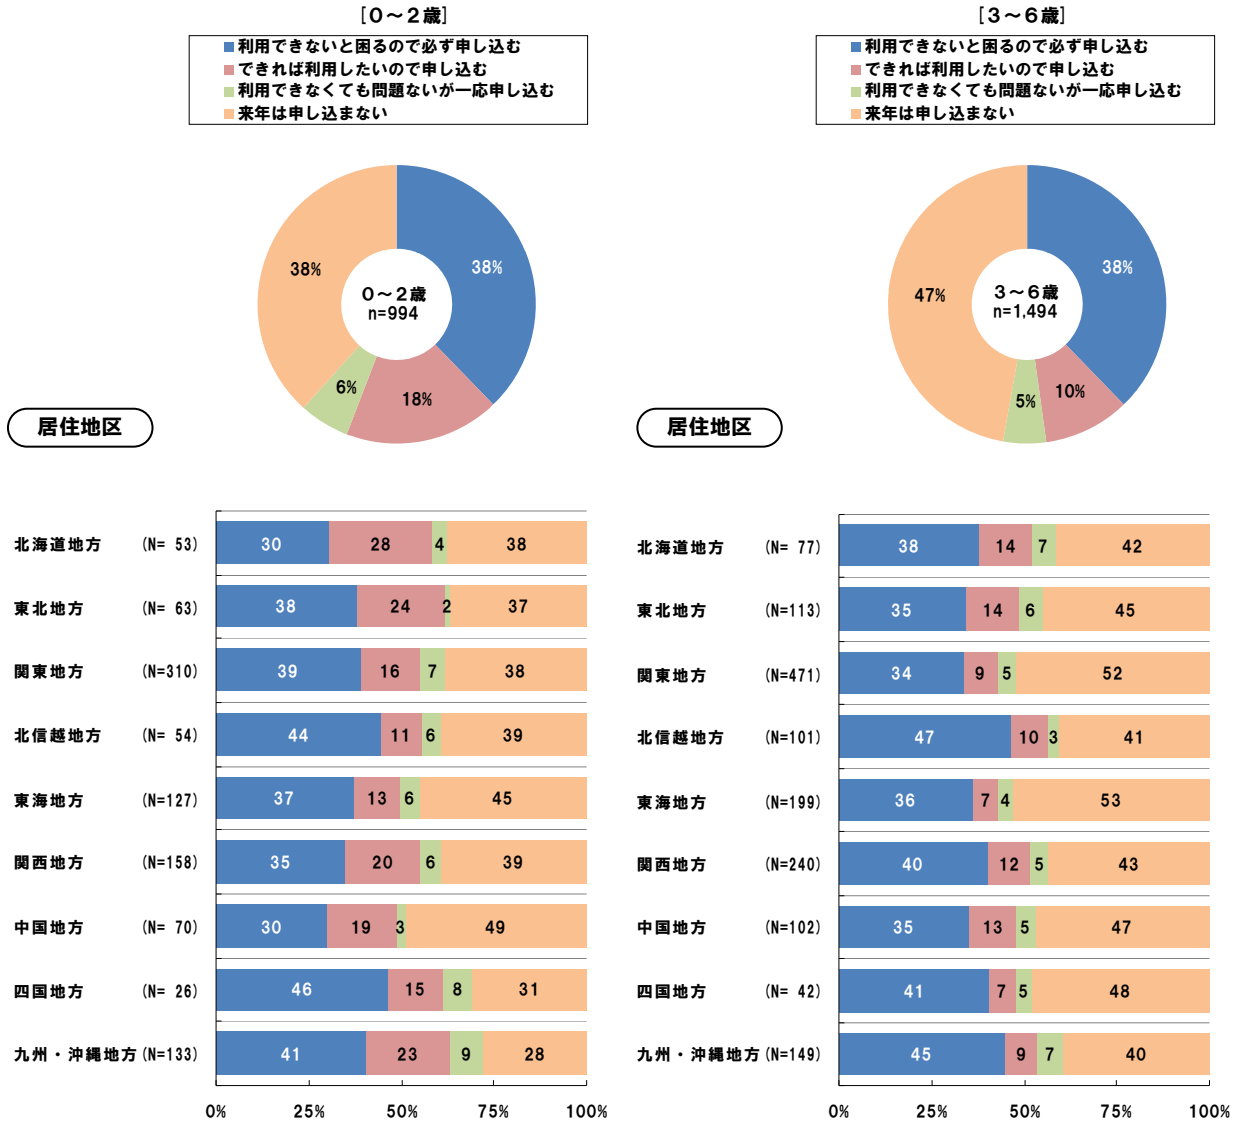 [０～２歳]
利用できないと困るので必ず申し込む
できれば利用したいので申し込む
利用できなくても問題ないが一応申し込む
来年は申し込まない
38%
38%
18%
6%
０～２歳
n=994
居住地区
北海道地方 (N= 53) 30 28 4 38
東北地方 (N= 63) 38 24 2 37
関東地方 (N=310) 39 16 7 38
北信越地方 (N= 54) 44 11 6 39
東海地方 (N=127) 37 13 6 45
関西地方 (N=158) 35 20 6 39
中国地方 (N= 70) 30 19 3 49
四国地方 (N= 26) 46 15 8 31
九州・沖縄地方 (N=133) 41 23 9 28
0% 25% 50% 75% 100%
[３～６歳]
利用できないと困るので必ず申し込む
できれば利用したいので申し込む
利用できなくても問題ないが一応申し込む
来年は申し込まない
38%
47%
10%
5%
３～６歳
n=1,494
居住地区
北海道地方 (N= 77) 38 14 7 42
東北地方 (N=113) 35 14 6 45
関東地方 (N=471) 34 9 5 52
北信越地方 (N=101) 47 10 3 41
東海地方 (N=199) 36 7 4 53
関西地方 (N=240) 40 12 5 43
中国地方 (N=102) 35 13 5 47
四国地方 (N= 42) 41 7 5 48
九州・沖縄地方 (N=149) 45 9 7 40
0% 25% 50% 75% 100%